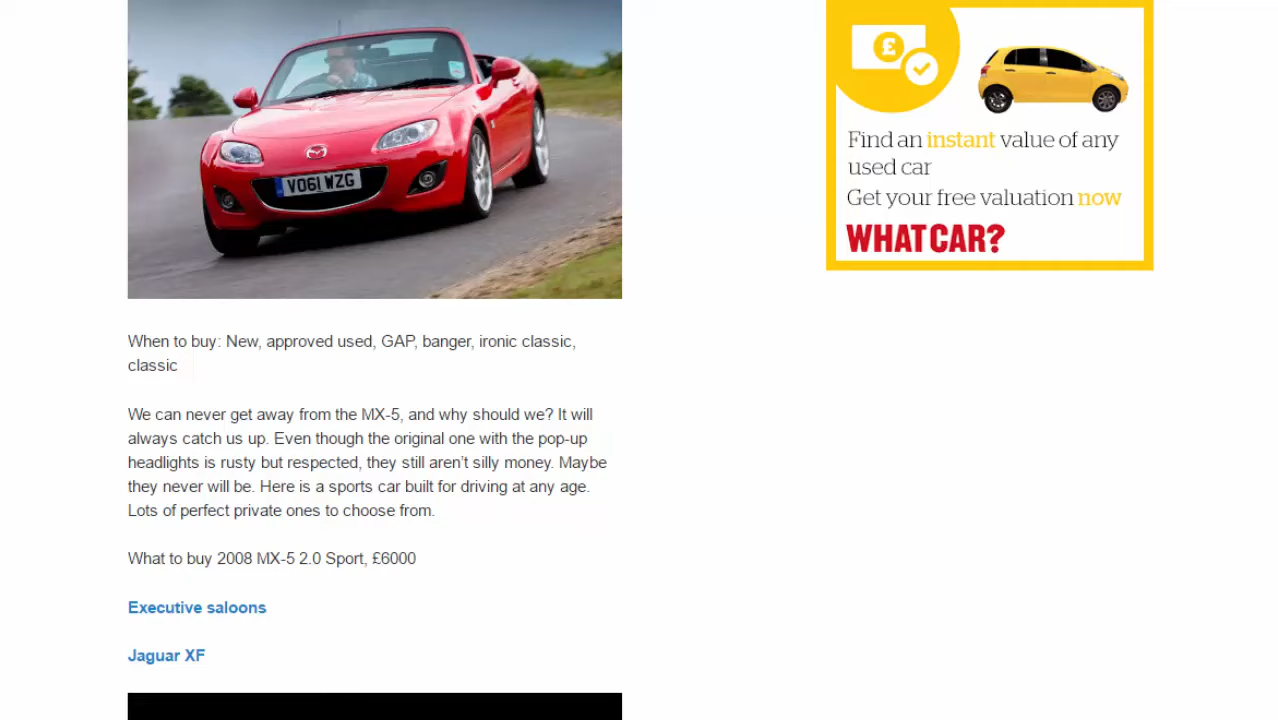 VO61 WZG
When to buy: New, approved used, GAP, banger, ironic classic,
classic
We can never get away from the MX-5, and why should we? It will
always catch us up. Even though the original one with the pop-up
headlights is rusty but respected, they still aren’t silly money. Maybe
they never will be. Here is a sports car built for driving at any age.
Lots of perfect private ones to choose from.
What to buy 2008 MX-5 2.0 Sport, £6000
Executive saloons
Jaguar XF
£
Find an instant value of any
used car
Get your free valuation now
WHAT CAR?